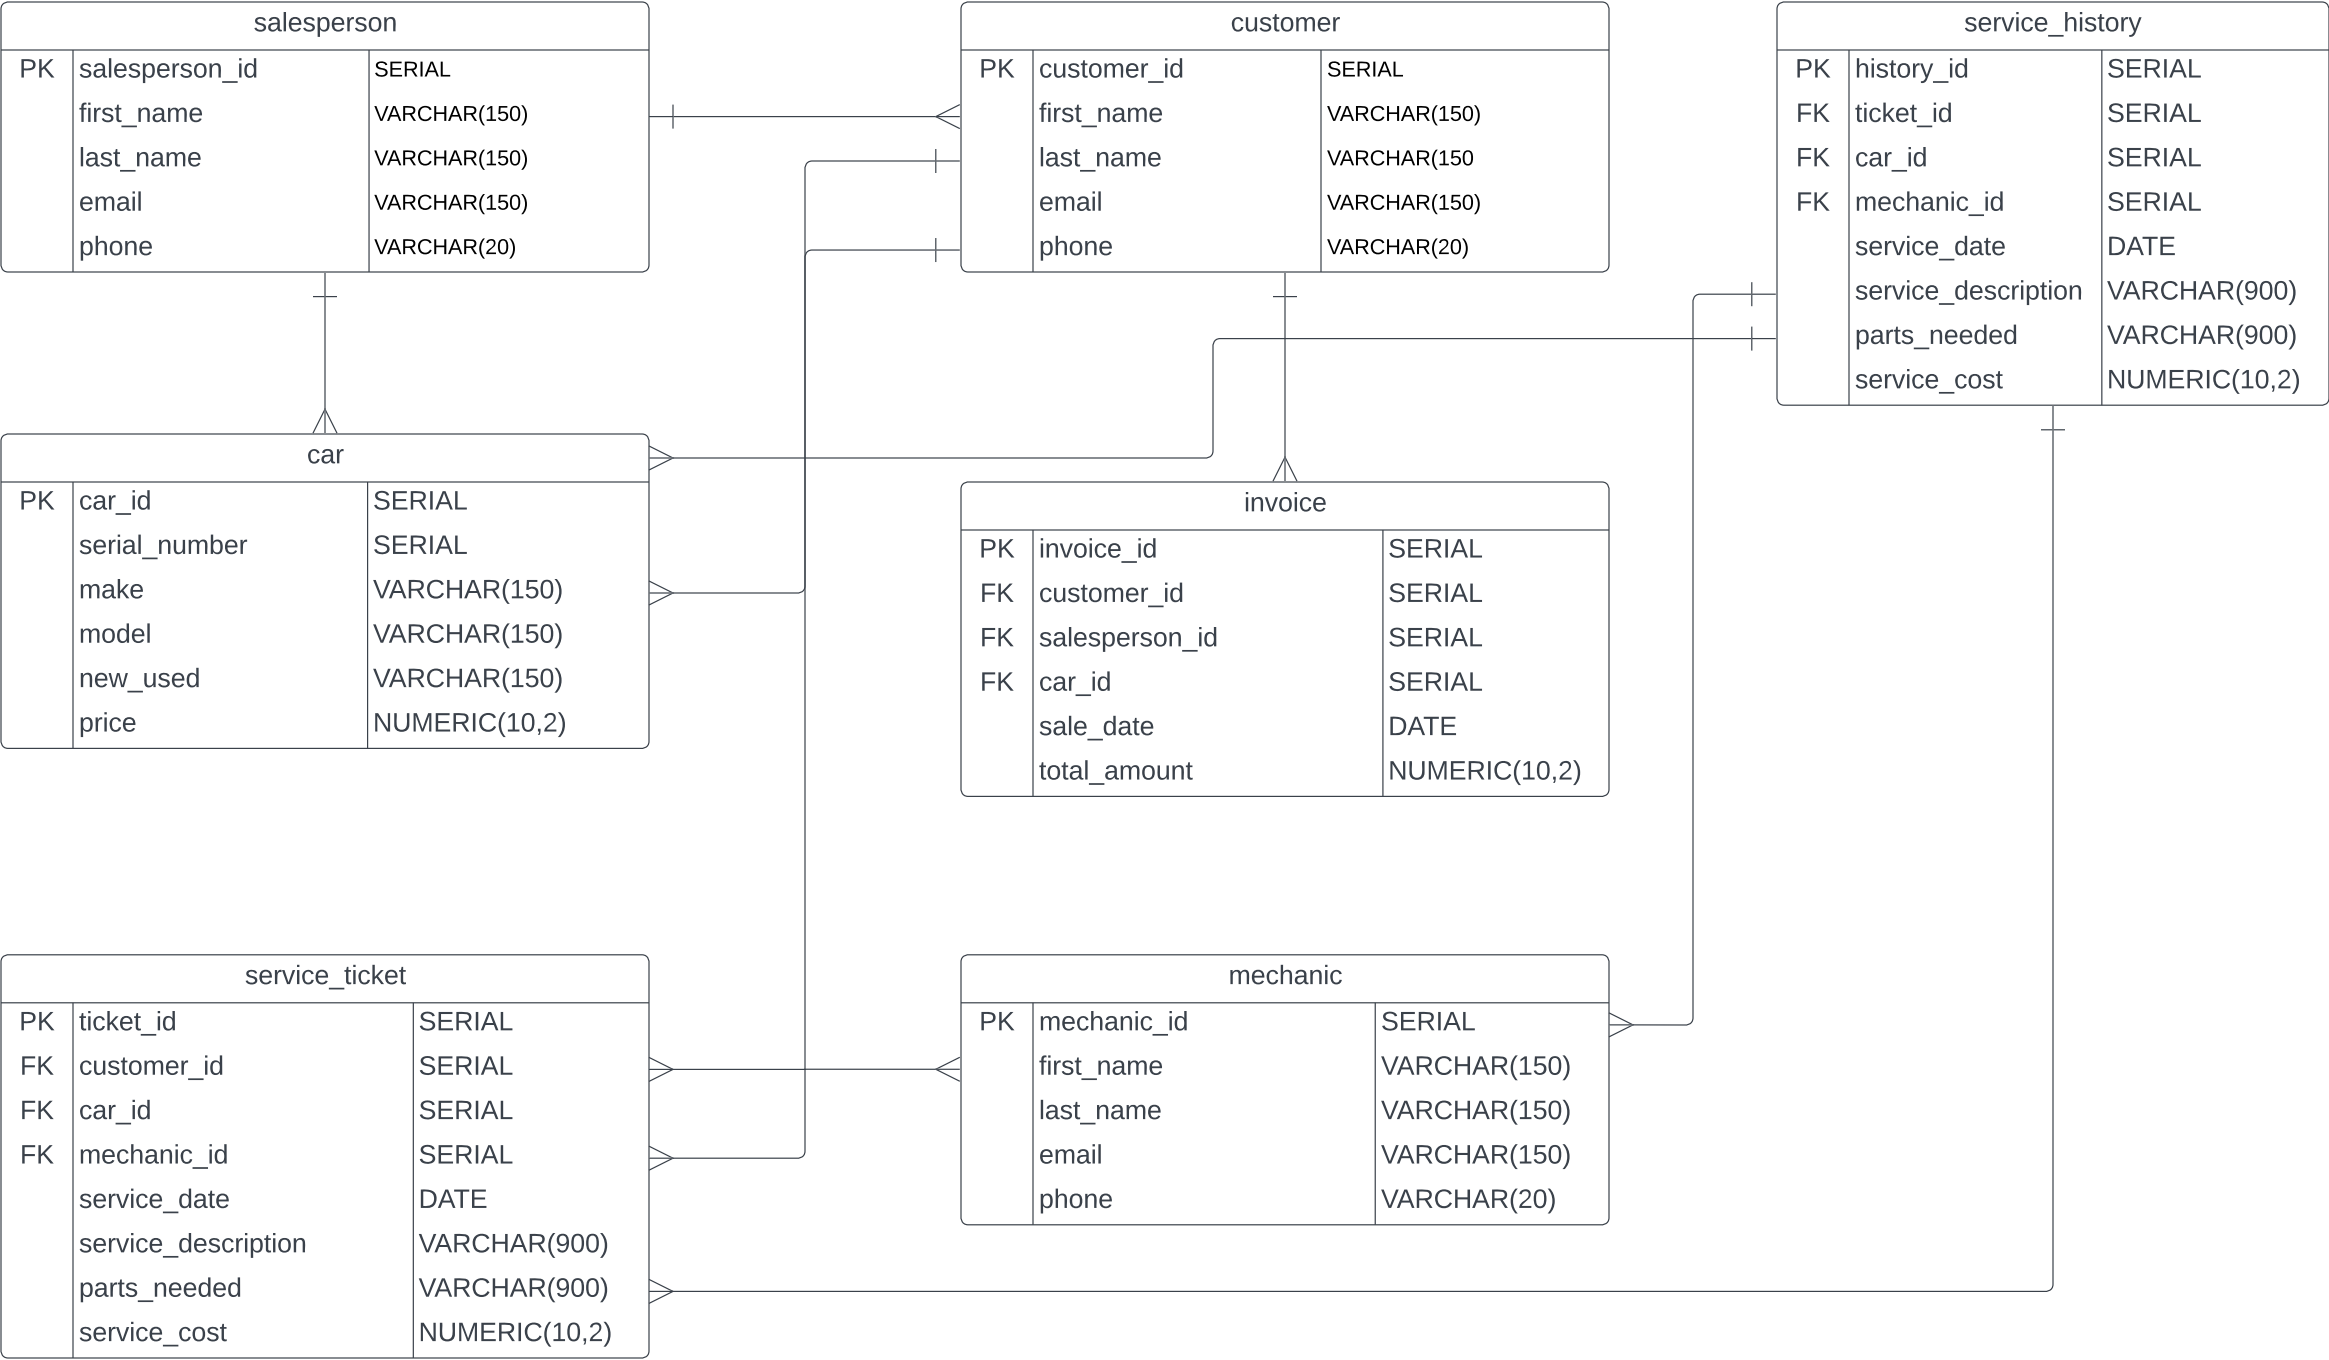 salesperson
PK salesperson_id SERIAL
first_name VARCHAR(150)
last_name VARCHAR(150)
email VARCHAR(150)
phone VARCHAR(20)
customer
PK customer_id SERIAL
first_name VARCHAR(150)
last_name VARCHAR(150
email VARCHAR(150)
phone VARCHAR(20)
service_history
PK history_id SERIAL
FK ticket_id SERIAL
FK car_id SERIAL
FK mechanic_id SERIAL
service_date DATE
service_description VARCHAR(900)
parts_needed VARCHAR(900)
service_cost NUMERIC(10,2)
car
PK car_id SERIAL
serial_number SERIAL
make VARCHAR(150)
model VARCHAR(150)
new_used VARCHAR(150)
price NUMERIC(10,2)
invoice
PK invoice_id SERIAL
FK customer_id SERIAL
FK salesperson_id SERIAL
FK car_id SERIAL
sale_date DATE
total_amount NUMERIC(10,2)
service_ticket
PK ticket_id SERIAL
FK customer_id SERIAL
FK car_id SERIAL
FK mechanic_id SERIAL
service_date DATE
service_description VARCHAR(900)
parts_needed VARCHAR(900)
service_cost NUMERIC(10,2)
mechanic
PK mechanic_id SERIAL
first_name VARCHAR(150)
last_name VARCHAR(150)
email VARCHAR(150)
phone VARCHAR(20)